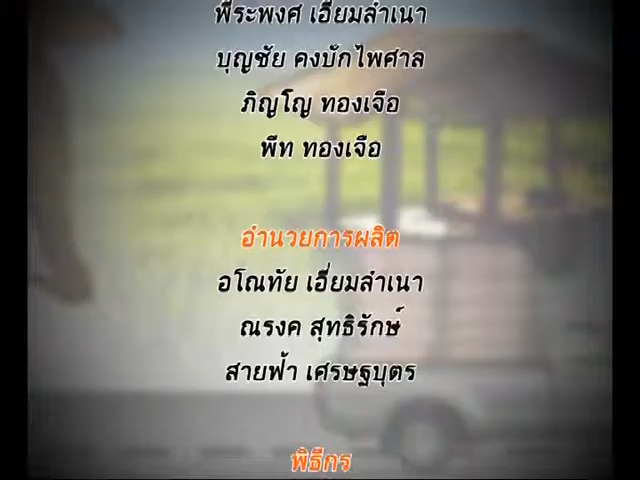 พีระพงศ์ เอี่ยมสำเนา
บุญชัย คงบักไพศาล
ภิญโญ ทองเจือ
พีท ทองเจือ
อำนวยการผลิต
อโณทัย เอี่ยมสำเนา
ณรงค สุทธิรักษ์
สายฟ้า เศรษฐบุตร
พิธีกร